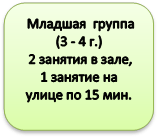 Младшая группа
(3 - 4 г.)
2 занятия в зале,
1 занятие на
улице по 15 мин.